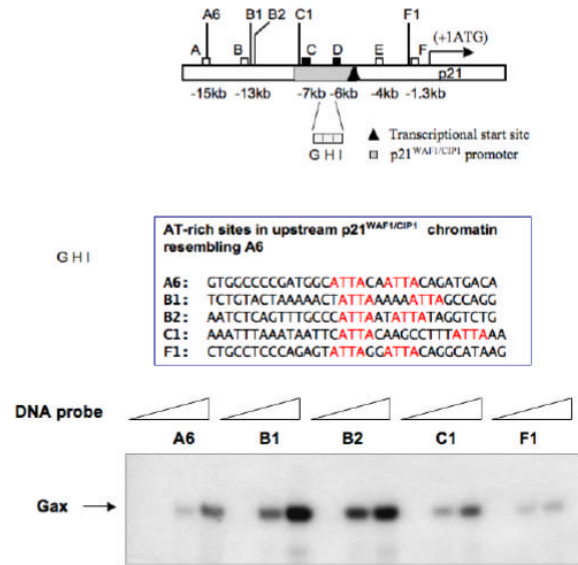 A6 B1 B2 C1 F1
(+1ATG)
A B C D E F
p21
-15kb -13kb -7kb -6kb -4kb -1.3kb
G H I
▲ Transcriptional start site
p21WAF1/CIP1 promoter
G H I
AT-rich sites in upstream p21WAF1/CIP1 chromatin
resembling A6
A6: GTGGCCCCGATGGCATTACAATTACAGATGACA
B1: TCTGTACTAAAAACTATTAAAAAATTAGCCAGG
B2: AATCTCAGTTTGCCCATTAATATTATAGGTCTG
C1: AAATTTAAATAATTCATTACAAGCCTTTATTAAA
F1: CTGCCTCCCAGAGTATTAGGATTACAGGCATAAG
DNA probe
A6 B1 B2 C1 F1
Gax